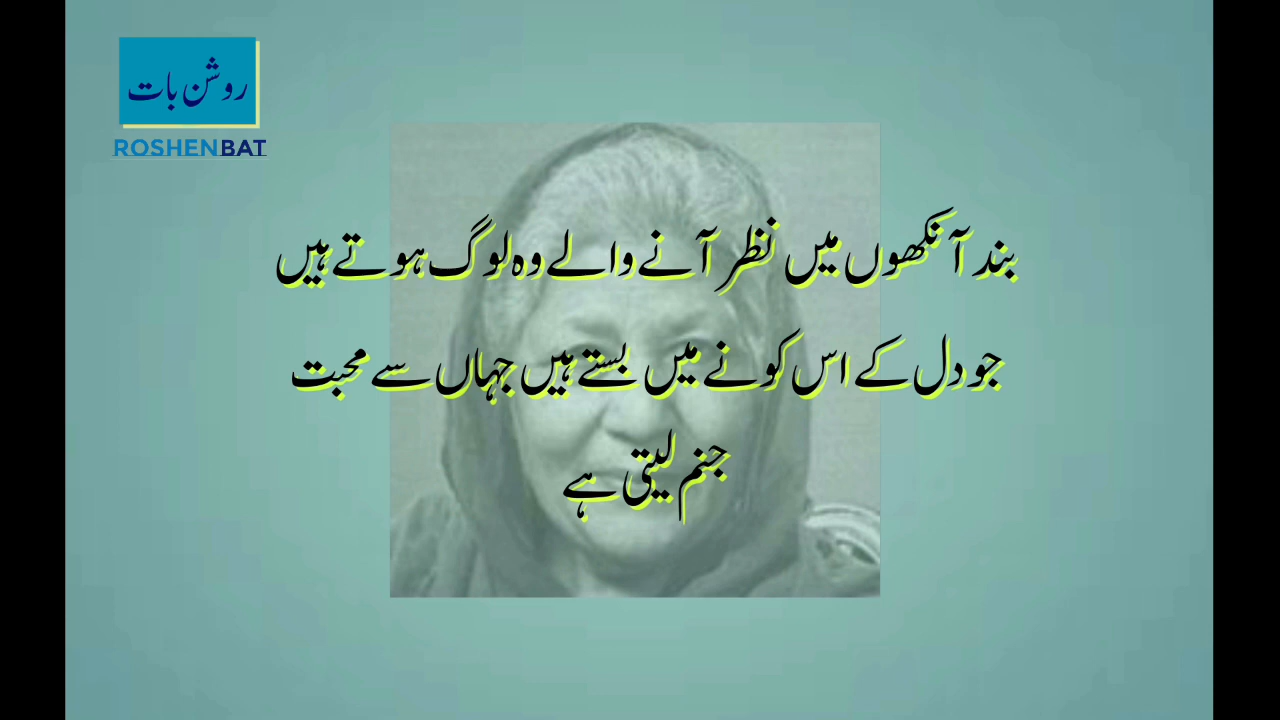 روشن بات
ROSHENBAT
بند آنکھوں میں نظر آنے والے وہ لوگ ہوتے ہیں
جو دل کے اس کونے میں بستے ہیں جہاں سے محبت
جنم لیتی ہے